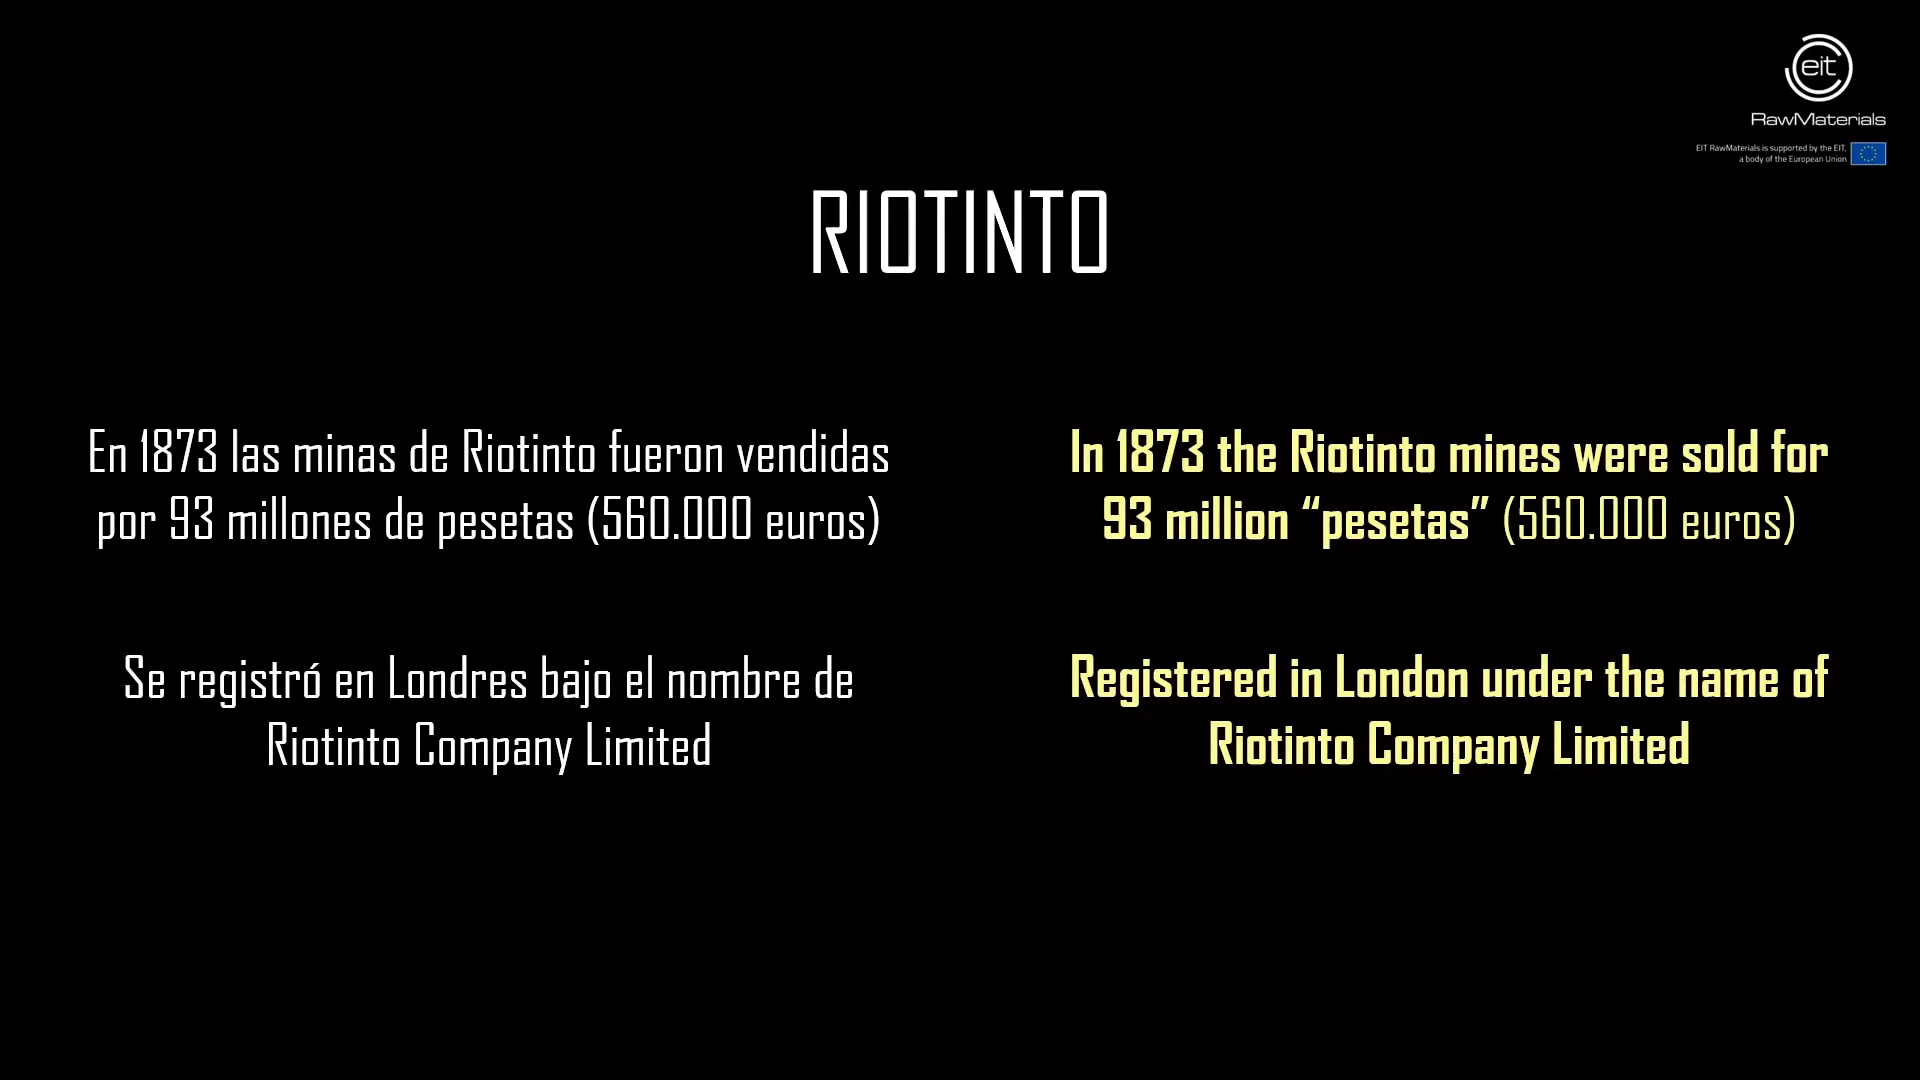 eit
RawMaterials
EIT RawMaterials is supported by the EIT,
a body of the European Union
RIOTINTO
En 1873 las minas de Riotinto fueron vendidas
por 93 millones de pesetas (560.000 euros)
Se registró en Londres bajo el nombre de
Riotinto Company Limited
In 1873 the Riotinto mines were sold for
93 million “pesetas” (560.000 euros)
Registered in London under the name of
Riotinto Company Limited